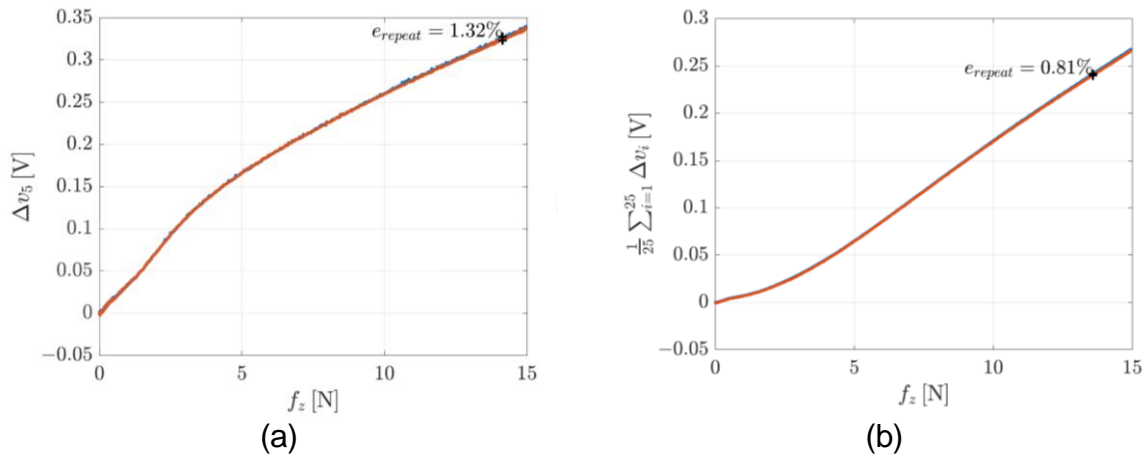 0.35
0.3
0.25
0.2
0.15
0.1
0.05
0
−0.05
Δv₅ [V]
e_repeat = 1.32%
0 5 10 15
f_z [N]
(a)
0.3
0.25
0.2
0.15
0.1
0.05
0
−0.05
1/25 ∑_{i=1}^{25} Δv_i [V]
e_repeat = 0.81%
0 5 10 15
f_z [N]
(b)